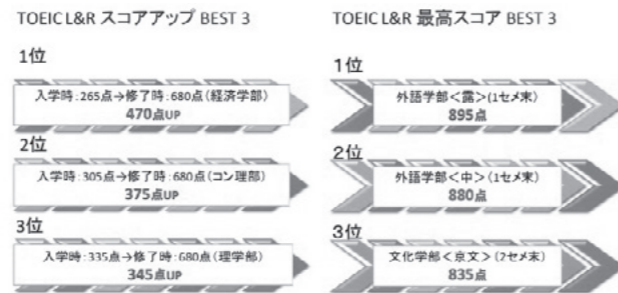 TOEIC L&R スコアアップ BEST 3
1位
入学時:265点→修了時:680点(経済学部)
470点UP
2位
入学時:305点→修了時:680点(コン理部)
375点UP
3位
入学時:335点→修了時:680点(理学部)
345点UP
TOEIC L&R 最高スコア BEST 3
1位
外語学部<露>(1セメ末)
895点
2位
外語学部<中>(1セメ末)
880点
3位
文化学部<京文>(2セメ末)
835点